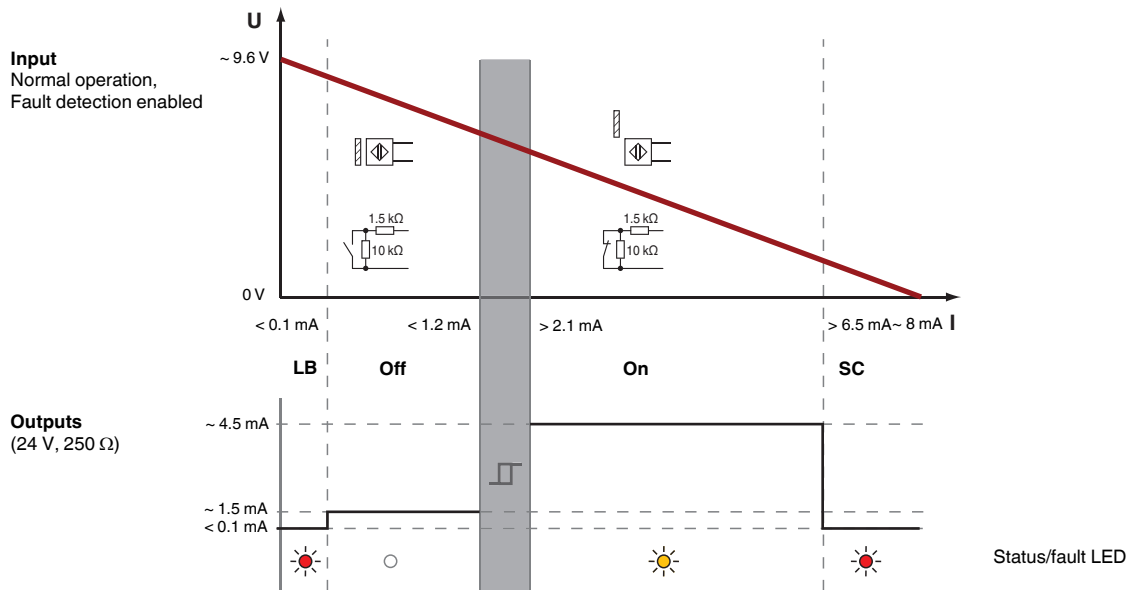 U
Input
Normal operation,
Fault detection enabled
~ 9.6 V
1.5 kΩ
10 kΩ
1.5 kΩ
10 kΩ
0 V
< 0.1 mA
< 1.2 mA
> 2.1 mA
> 6.5 mA
~ 8 mA
I
LB
Off
On
SC
Outputs
(24 V, 250 Ω)
~ 4.5 mA
~ 1.5 mA
< 0.1 mA
Status/fault LED